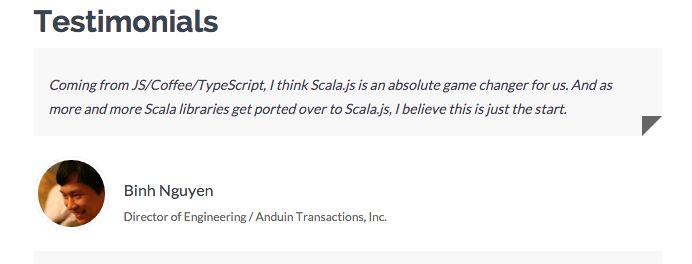 Testimonials
Coming from JS/Coffee/TypeScript, I think Scala.js is an absolute game changer for us. And as
more and more Scala libraries get ported over to Scala.js, I believe this is just the start.
Binh Nguyen
Director of Engineering / Anduin Transactions, Inc.